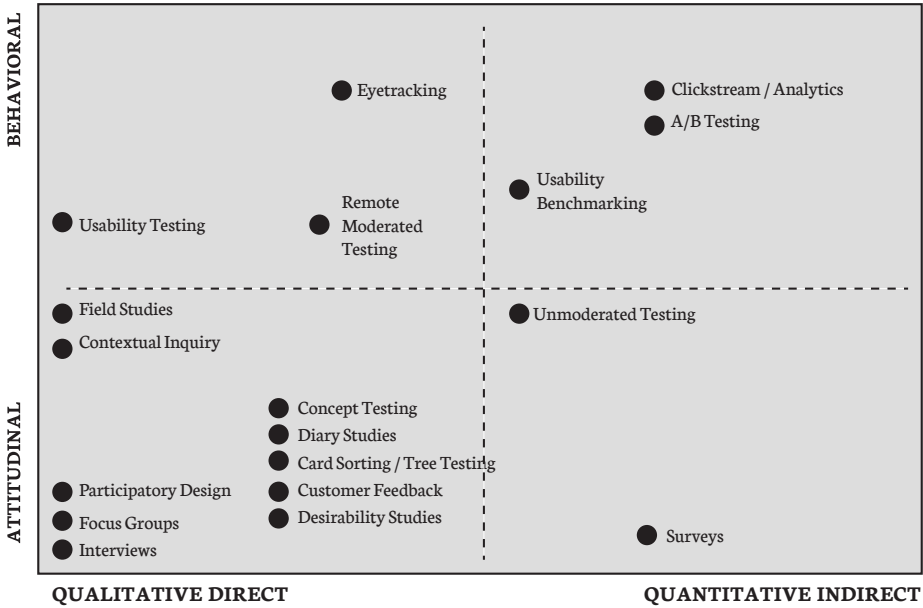 BEHAVIORAL
Eyetracking
Clickstream / Analytics
A/B Testing
Usability
Benchmarking
Usability Testing
Remote
Moderated
Testing
Field Studies
Contextual Inquiry
Unmoderated Testing
ATTITUDINAL
Concept Testing
Diary Studies
Card Sorting / Tree Testing
Participatory Design
Customer Feedback
Focus Groups
Desirability Studies
Interviews
Surveys
QUALITATIVE DIRECT
QUANTITATIVE INDIRECT